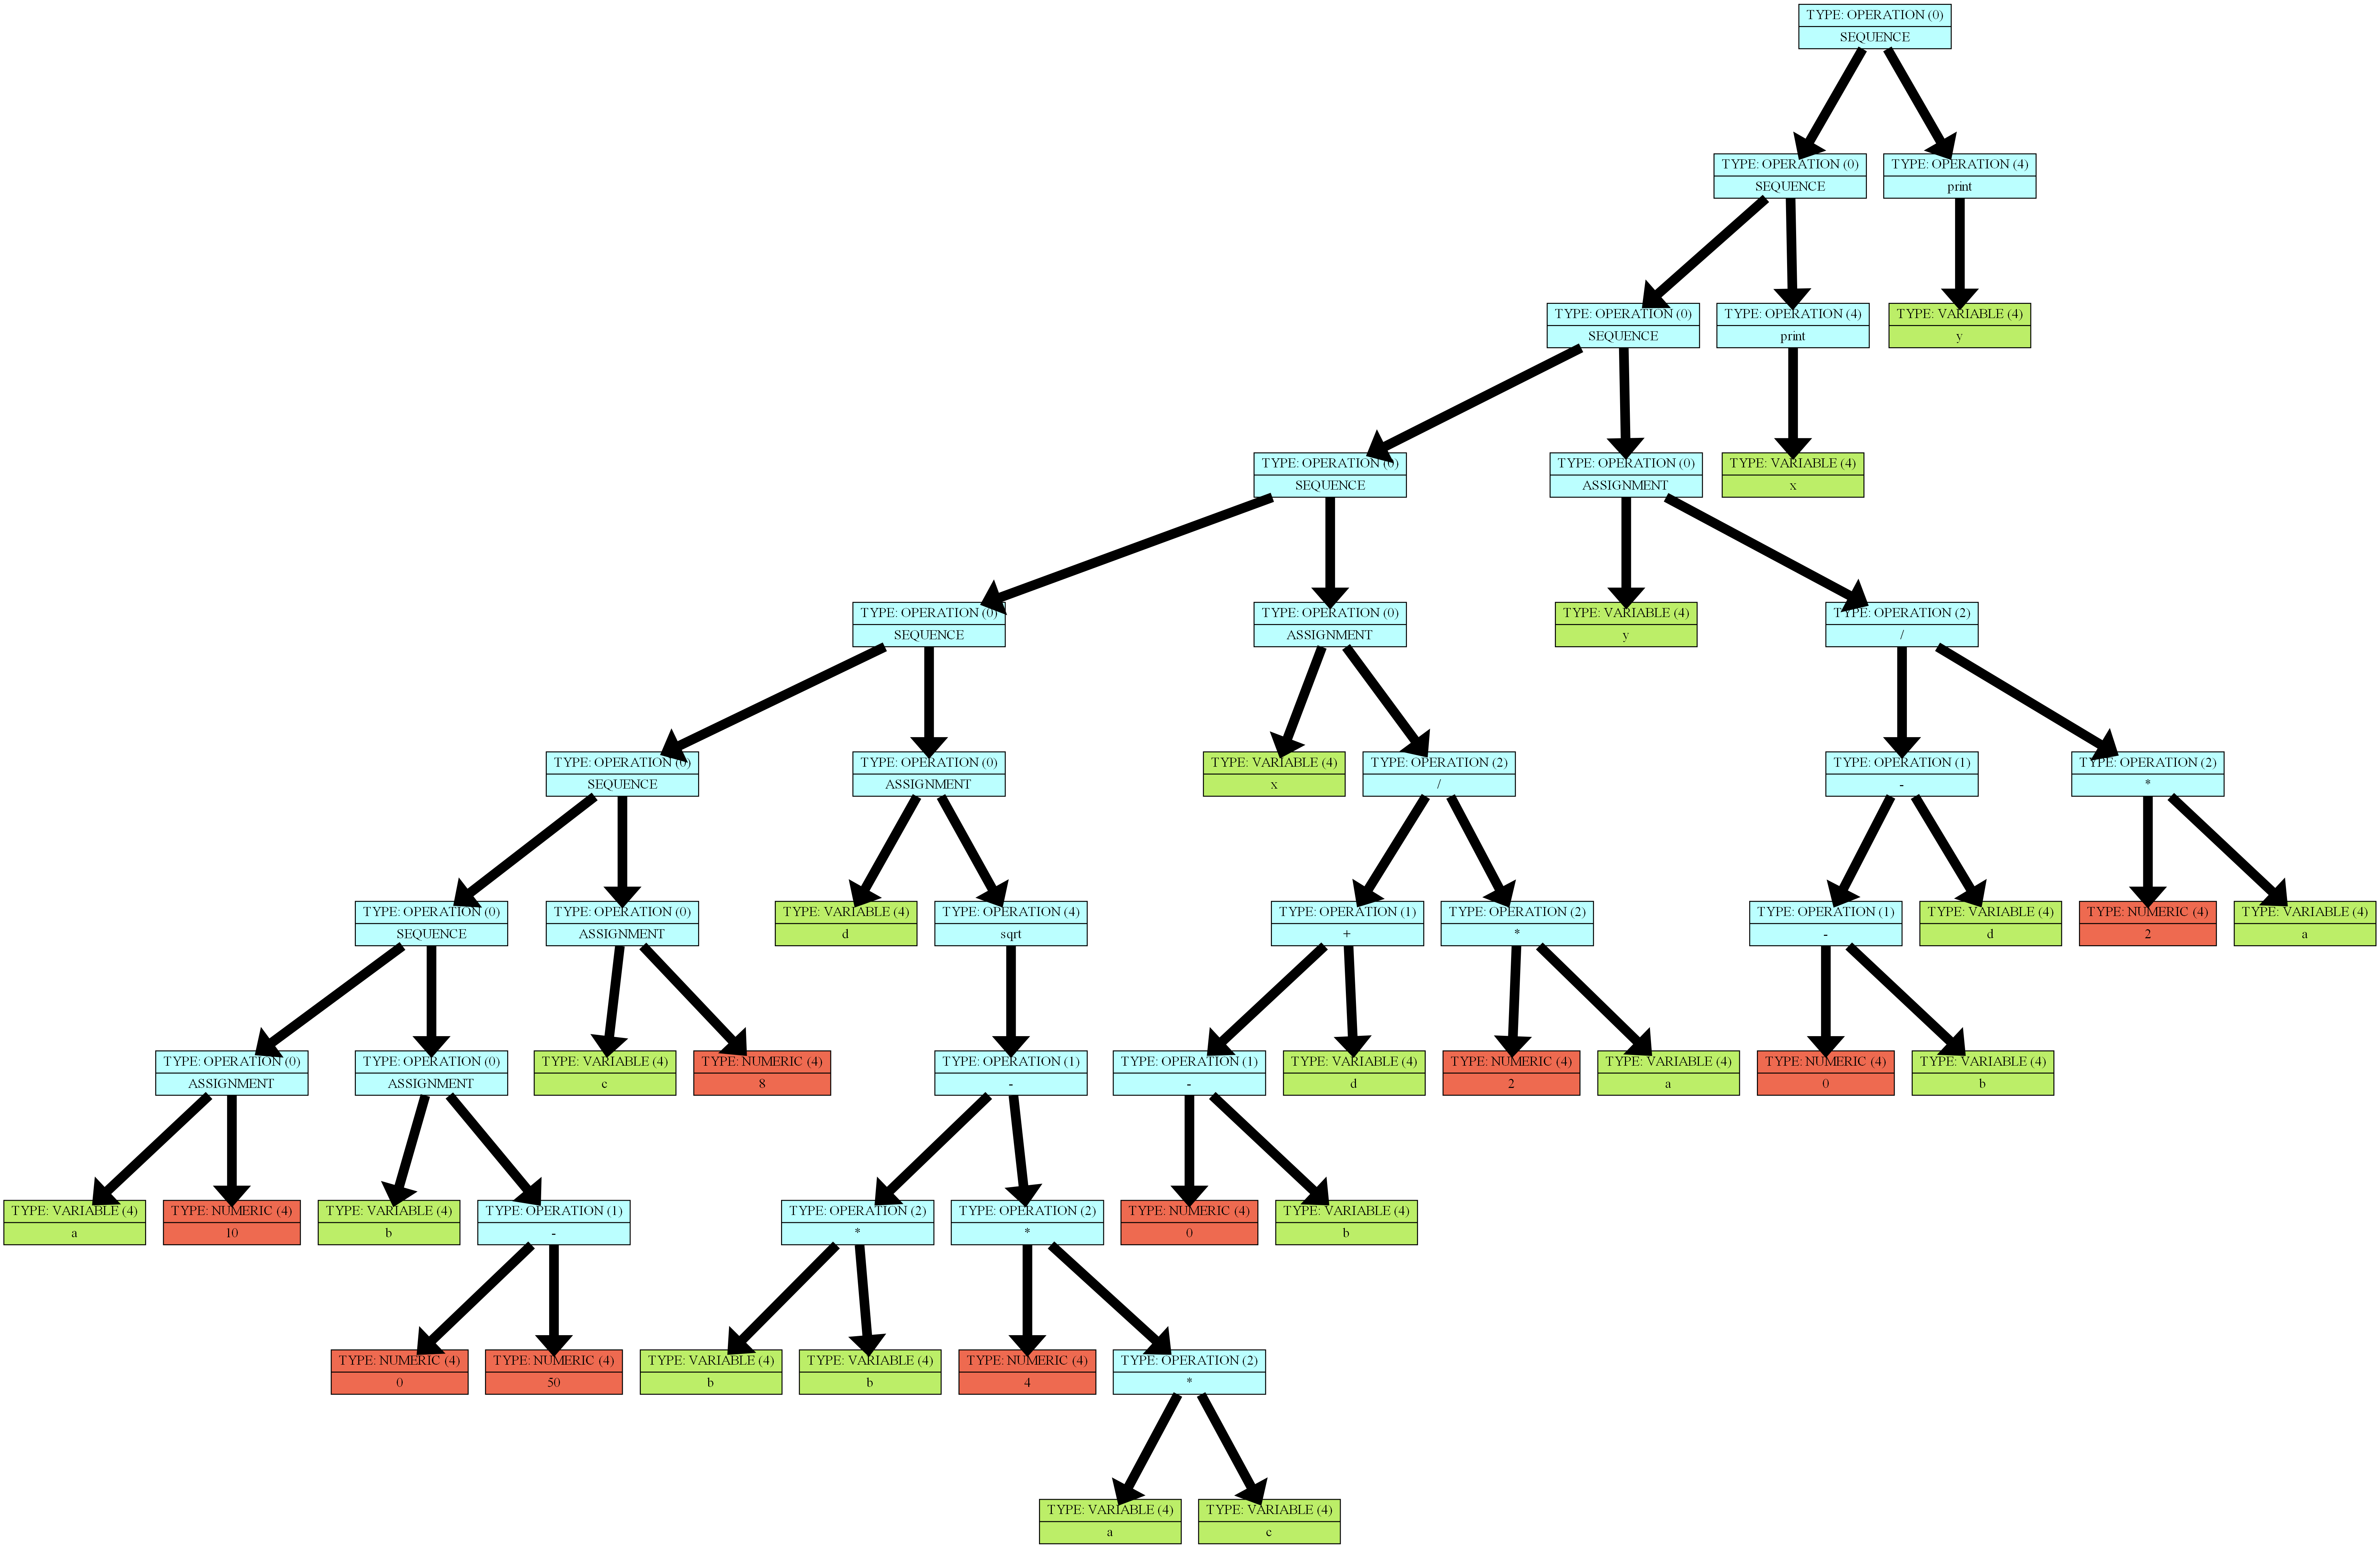 TYPE: OPERATION (0)
SEQUENCE
TYPE: OPERATION (0)
SEQUENCE
TYPE: OPERATION (4)
print
TYPE: OPERATION (0)
SEQUENCE
TYPE: OPERATION (4)
print
TYPE: VARIABLE (4)
y
TYPE: OPERATION (0)
SEQUENCE
TYPE: OPERATION (0)
ASSIGNMENT
TYPE: VARIABLE (4)
x
TYPE: OPERATION (0)
SEQUENCE
TYPE: OPERATION (0)
ASSIGNMENT
TYPE: VARIABLE (4)
y
TYPE: OPERATION (2)
/
TYPE: OPERATION (0)
SEQUENCE
TYPE: OPERATION (0)
ASSIGNMENT
TYPE: VARIABLE (4)
x
TYPE: OPERATION (2)
/
TYPE: OPERATION (1)
-
TYPE: OPERATION (2)
*
TYPE: OPERATION (0)
SEQUENCE
TYPE: OPERATION (0)
ASSIGNMENT
TYPE: VARIABLE (4)
d
TYPE: OPERATION (4)
sqrt
TYPE: OPERATION (1)
+
TYPE: OPERATION (2)
*
TYPE: OPERATION (1)
-
TYPE: VARIABLE (4)
d
TYPE: NUMERIC (4)
2
TYPE: VARIABLE (4)
a
TYPE: OPERATION (0)
ASSIGNMENT
TYPE: OPERATION (0)
ASSIGNMENT
TYPE: VARIABLE (4)
c
TYPE: NUMERIC (4)
8
TYPE: OPERATION (1)
-
TYPE: OPERATION (1)
-
TYPE: VARIABLE (4)
d
TYPE: NUMERIC (4)
2
TYPE: VARIABLE (4)
a
TYPE: NUMERIC (4)
0
TYPE: VARIABLE (4)
b
TYPE: VARIABLE (4)
a
TYPE: NUMERIC (4)
10
TYPE: VARIABLE (4)
b
TYPE: OPERATION (1)
-
TYPE: OPERATION (2)
*
TYPE: OPERATION (2)
*
TYPE: NUMERIC (4)
0
TYPE: VARIABLE (4)
b
TYPE: NUMERIC (4)
0
TYPE: NUMERIC (4)
50
TYPE: VARIABLE (4)
b
TYPE: VARIABLE (4)
b
TYPE: NUMERIC (4)
4
TYPE: OPERATION (2)
*
TYPE: VARIABLE (4)
a
TYPE: VARIABLE (4)
c